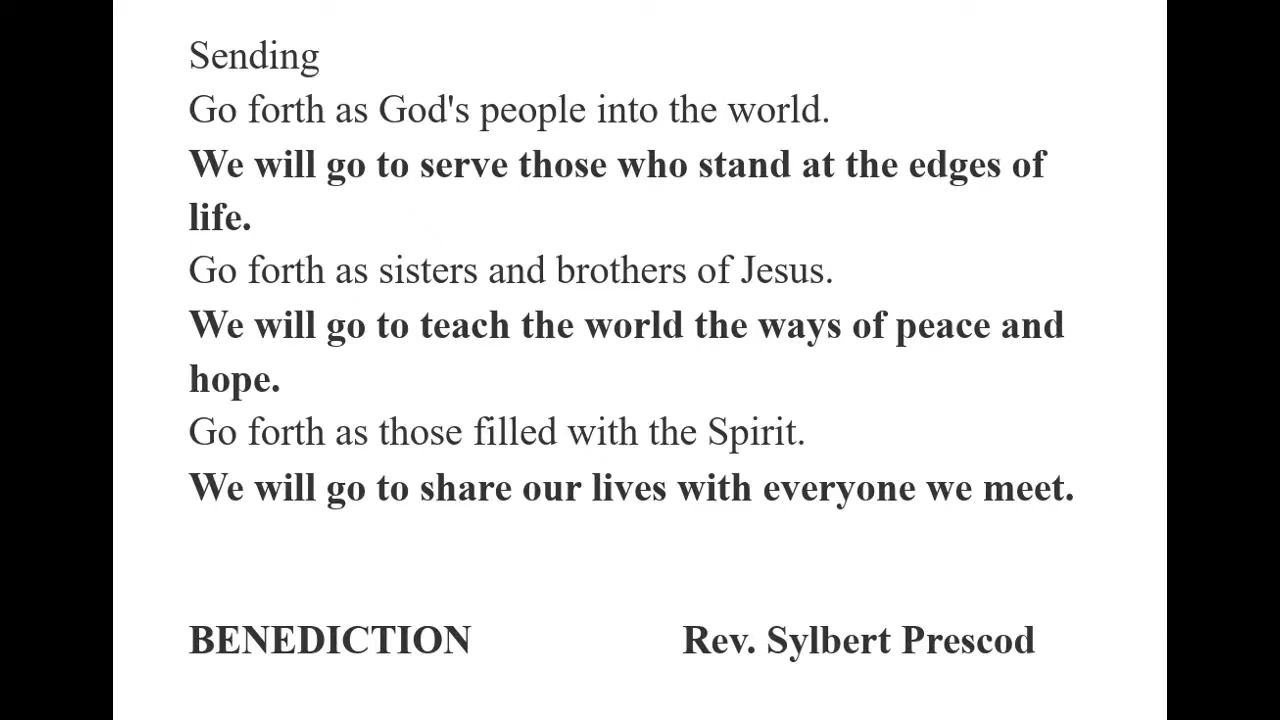 Sending
Go forth as God's people into the world.
We will go to serve those who stand at the edges of
life.
Go forth as sisters and brothers of Jesus.
We will go to teach the world the ways of peace and
hope.
Go forth as those filled with the Spirit.
We will go to share our lives with everyone we meet.
BENEDICTION Rev. Sylbert Prescod